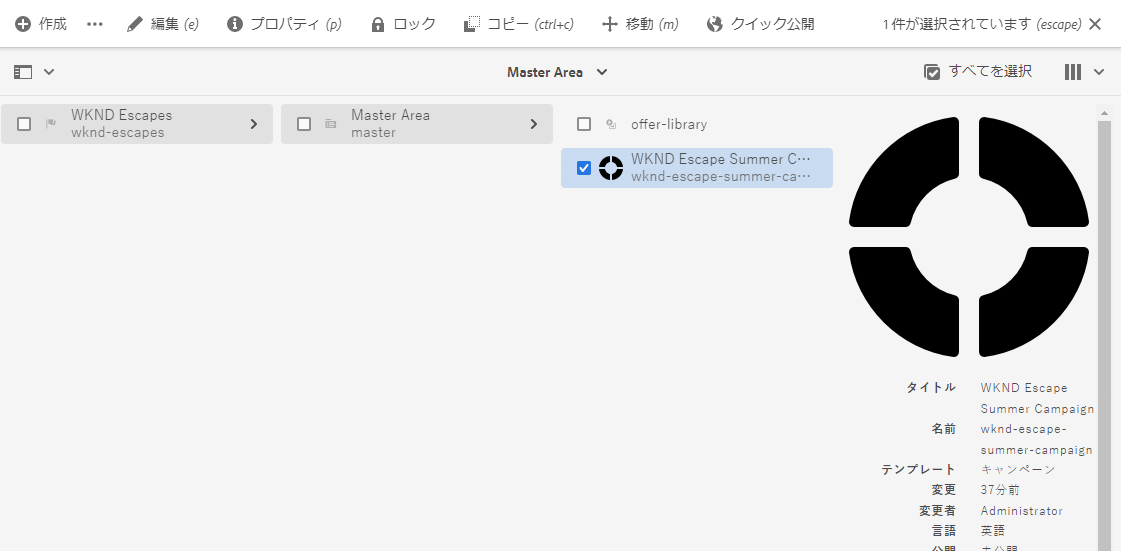 作成 ••• 編集 (e) プロパティ (p) ロック コピー (ctrl+c) 移動 (m) クイック公開 1 件が選択されています (escape)
Master Area すべてを選択
WKND Escapes
wknd-escapes
Master Area
master
offer-library
WKND Escape Summer C…
wknd-escape-summer-ca…
タイトル WKND Escape
Summer Campaign
名前 wknd-escape-
summer-campaign
テンプレート キャンペーン
変更 37分前
変更者 Administrator
言語 英語